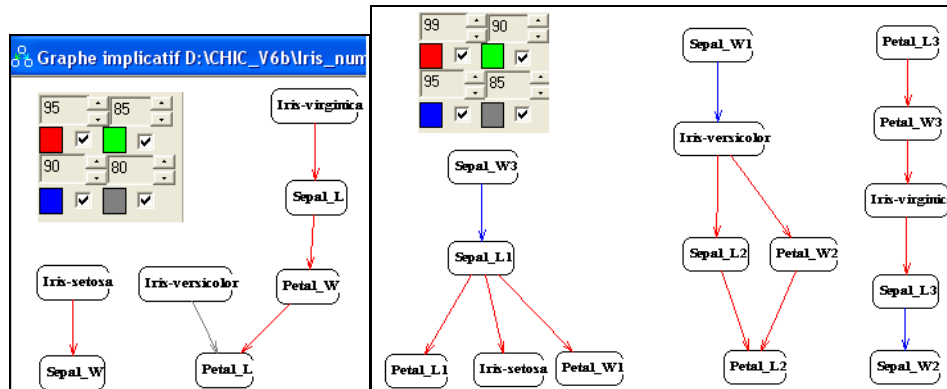 Graphe implicatif D:\CHIC_V6b\Iris_num
95
85
90
80
Iris-virginica
Sepal_L
Iris-setosa
Iris-versicolor
Petal_W
Sepal_W
Petal_L
99
90
95
85
Sepal_W1
Petal_L3
Iris-versicolor
Petal_W3
Sepal_W3
Iris-virginica
Sepal_L1
Sepal_L2
Petal_W2
Sepal_L3
Petal_L1
Iris-setosa
Petal_W1
Petal_L2
Sepal_W2